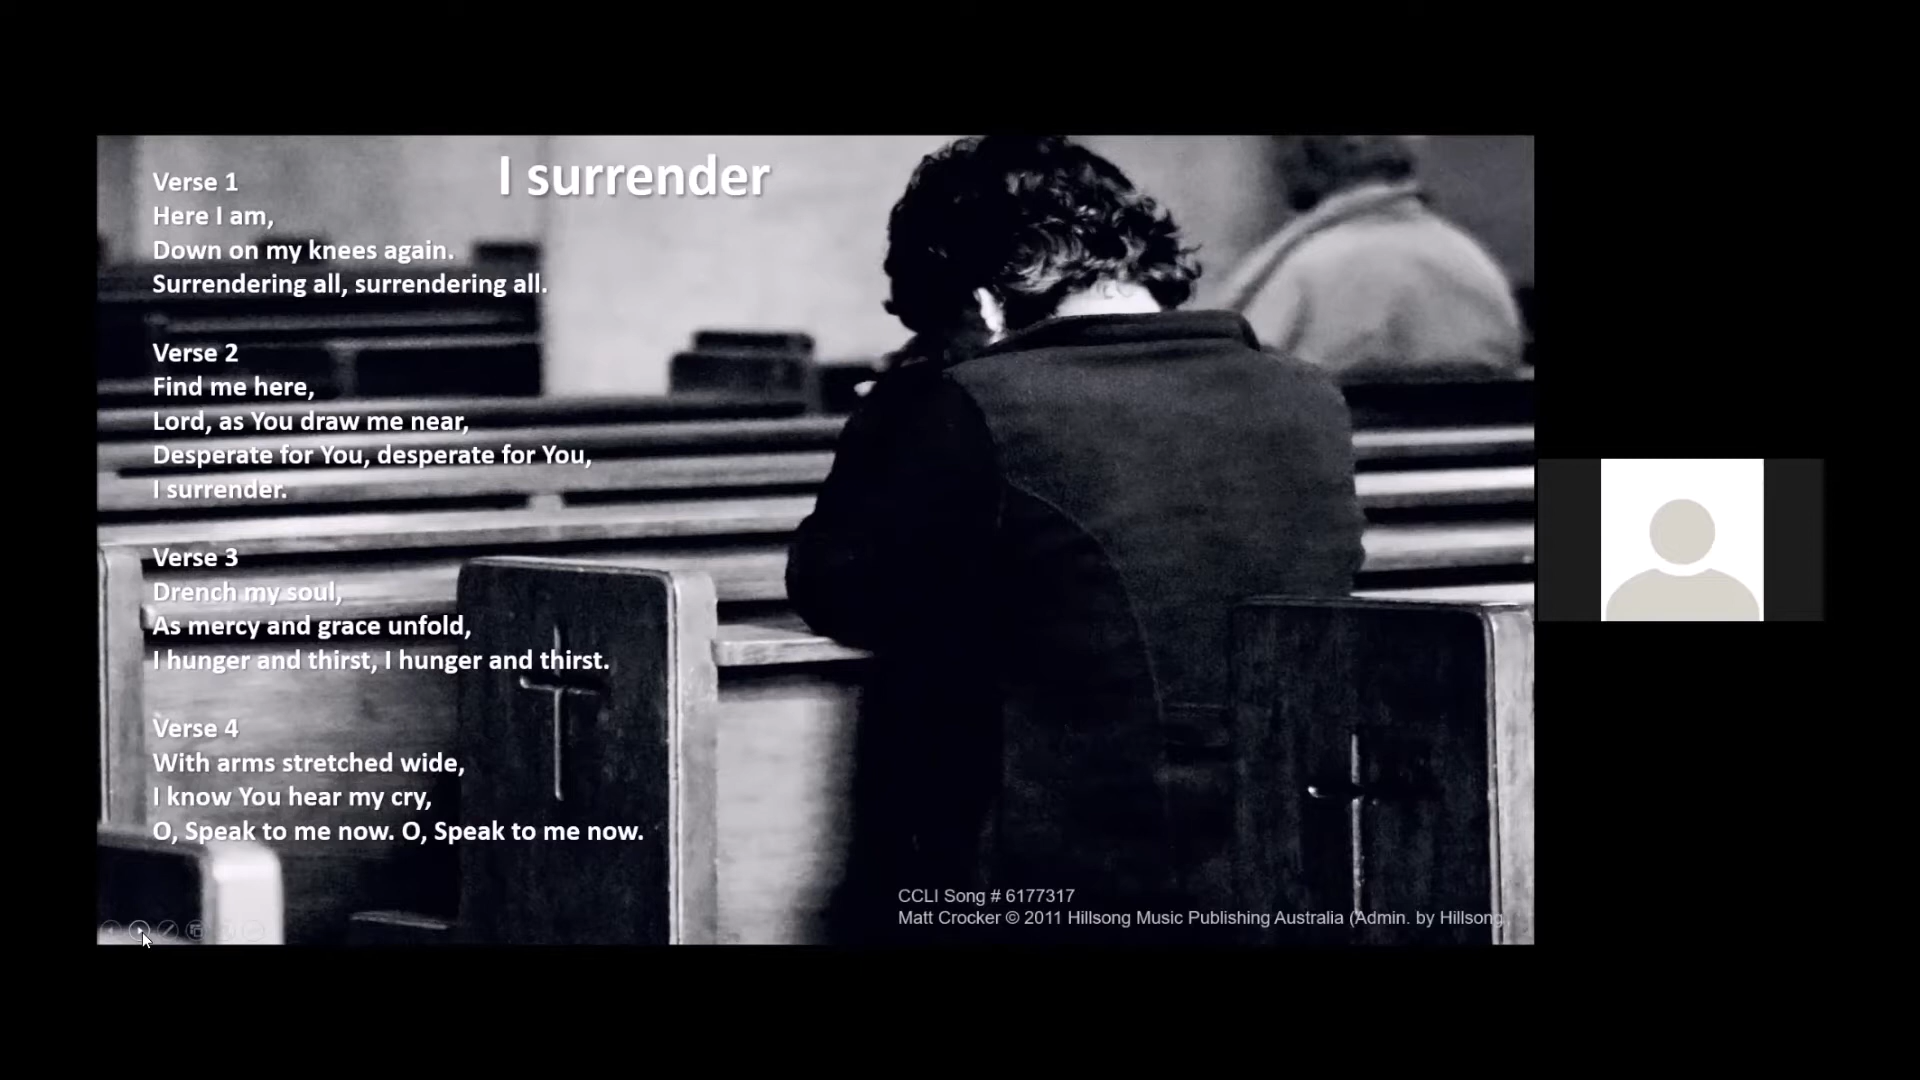 I surrender
Verse 1
Here I am,
Down on my knees again.
Surrendering all, surrendering all.
Verse 2
Find me here,
Lord, as You draw me near,
Desperate for You, desperate for You,
I surrender.
Verse 3
Drench my soul,
As mercy and grace unfold,
I hunger and thirst, I hunger and thirst.
Verse 4
With arms stretched wide,
I know You hear my cry,
O, Speak to me now. O, Speak to me now.
CCLI Song # 6177317
Matt Crocker © 2011 Hillsong Music Publishing Australia (Admin. by Hillsong